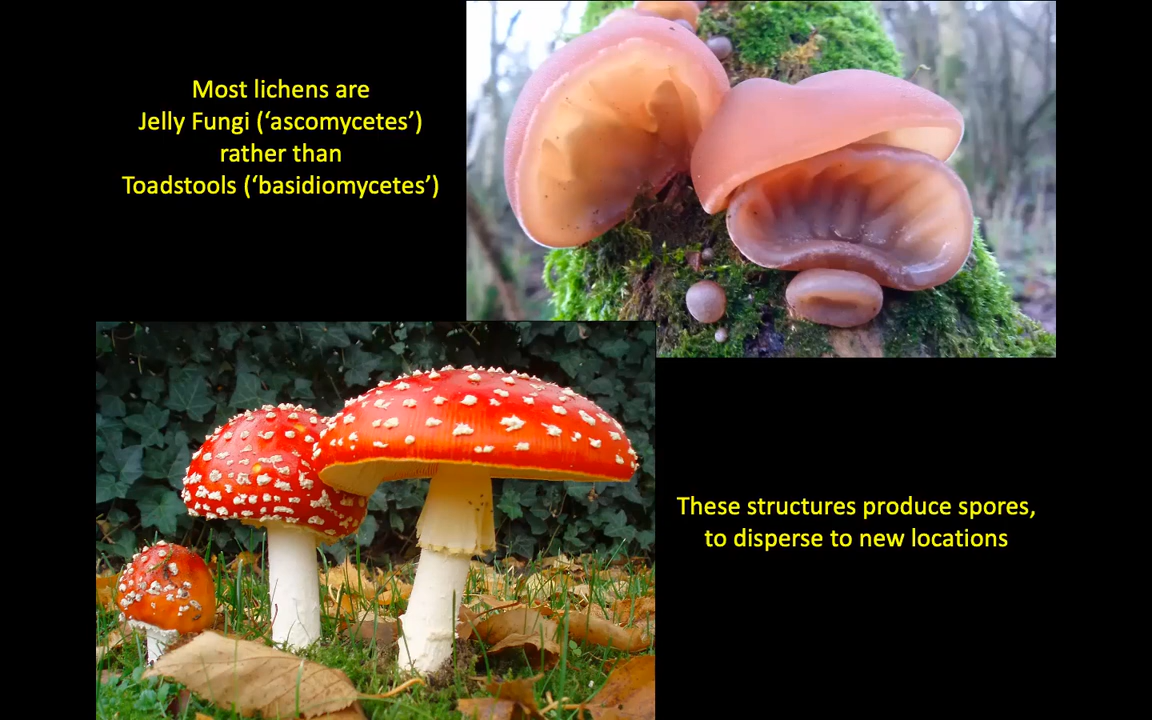 Most lichens are
Jelly Fungi (‘ascomycetes’)
rather than
Toadstools (‘basidiomycetes’)
These structures produce spores,
to disperse to new locations